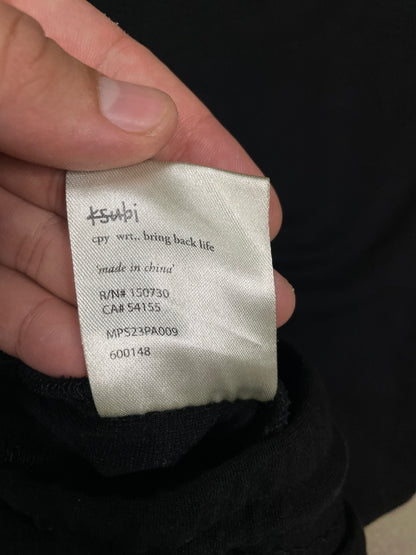 ksubi
cpy wrt.. bring back life
'made in china'
R/N# 150730
CA# 54155
MPS23PA009
600148